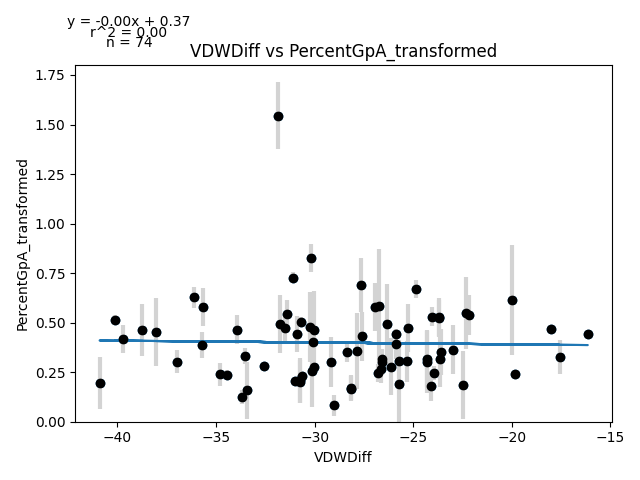 y = -0.00x + 0.37
r^2 = 0.00
n = 74
VDWDiff vs PercentGpA_transformed
1.75
1.50
1.25
1.00
0.75
0.50
0.25
0.00
PercentGpA_transformed
−40 −35 −30 −25 −20 −15
VDWDiff